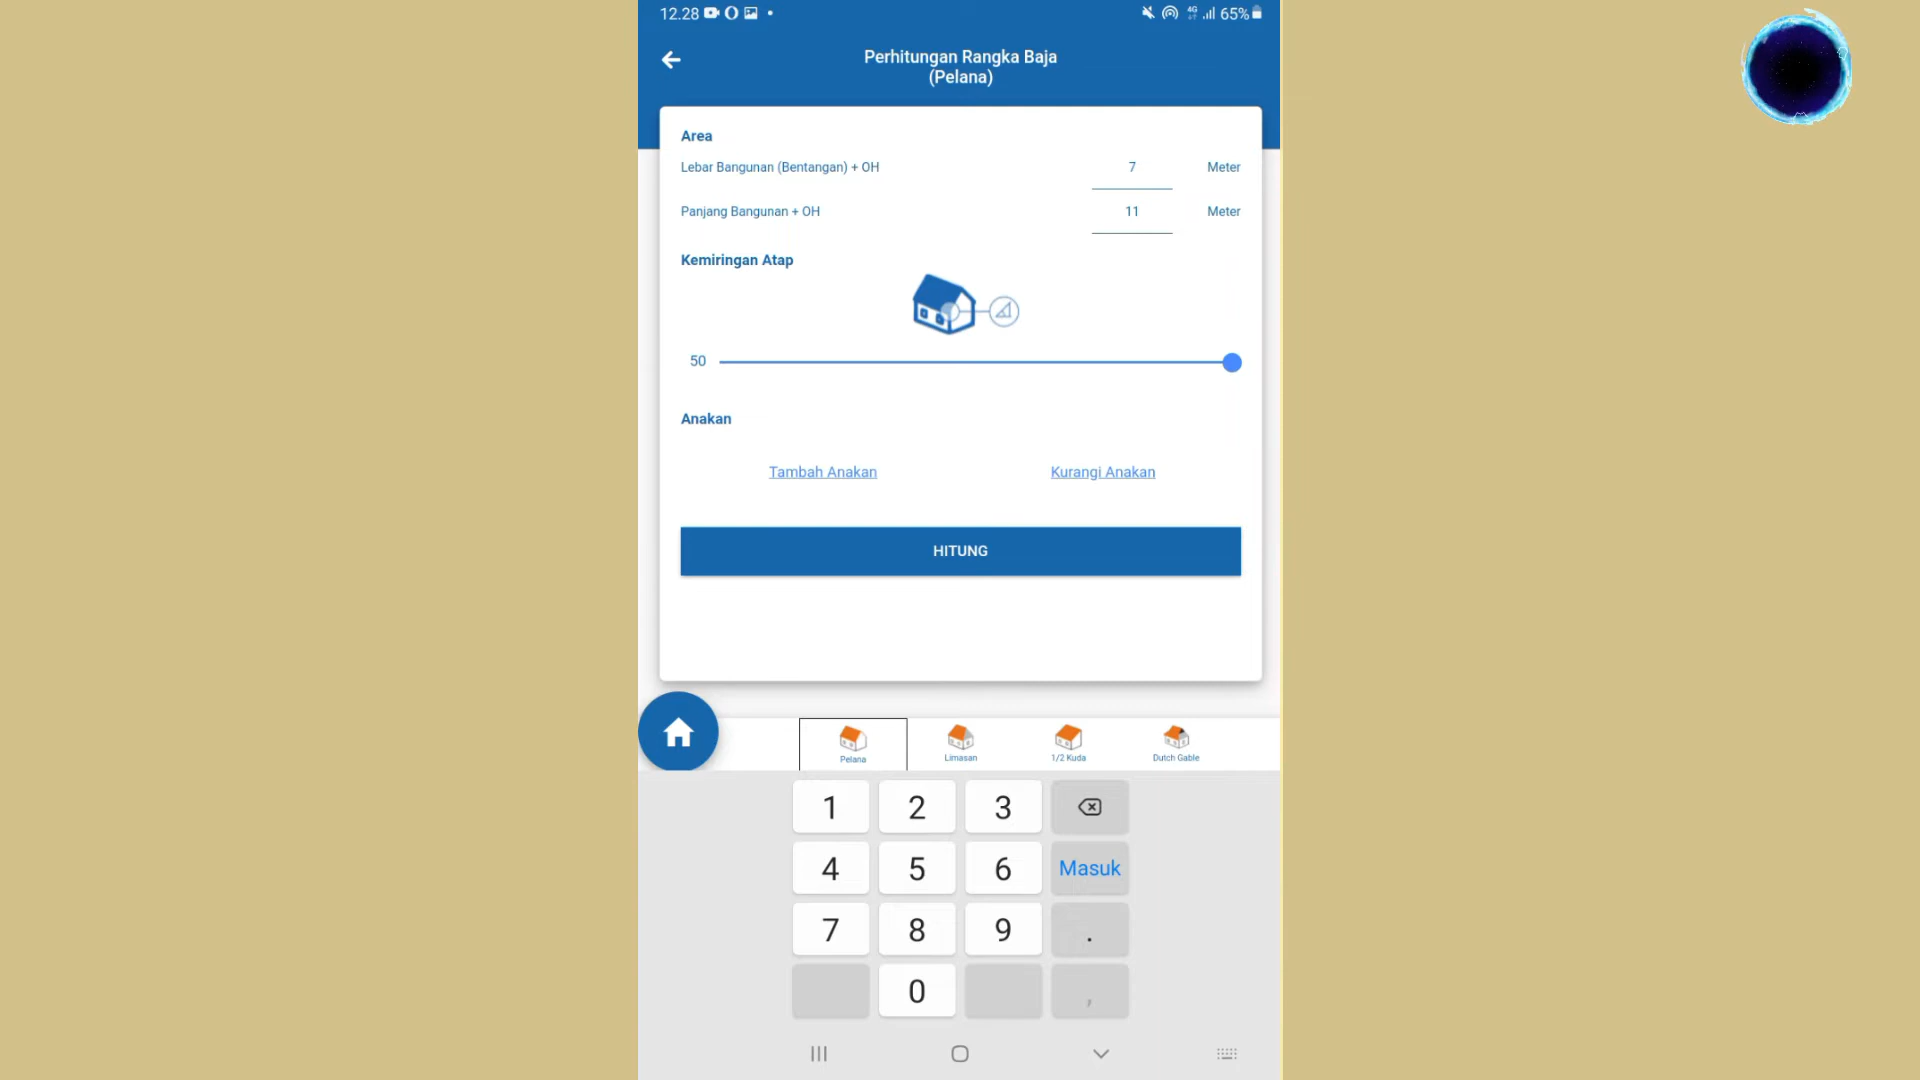 12.28
4G 65%
Perhitungan Rangka Baja
(Pelana)
Area
Lebar Bangunan (Bentangan) + OH 7 Meter
Panjang Bangunan + OH 11 Meter
Kemiringan Atap
50
Anakan
Tambah Anakan Kurangi Anakan
HITUNG
Pelana Limasan 1/2 Kuda Dutch Gable
1 2 3
4 5 6 Masuk
7 8 9 .
0 ,